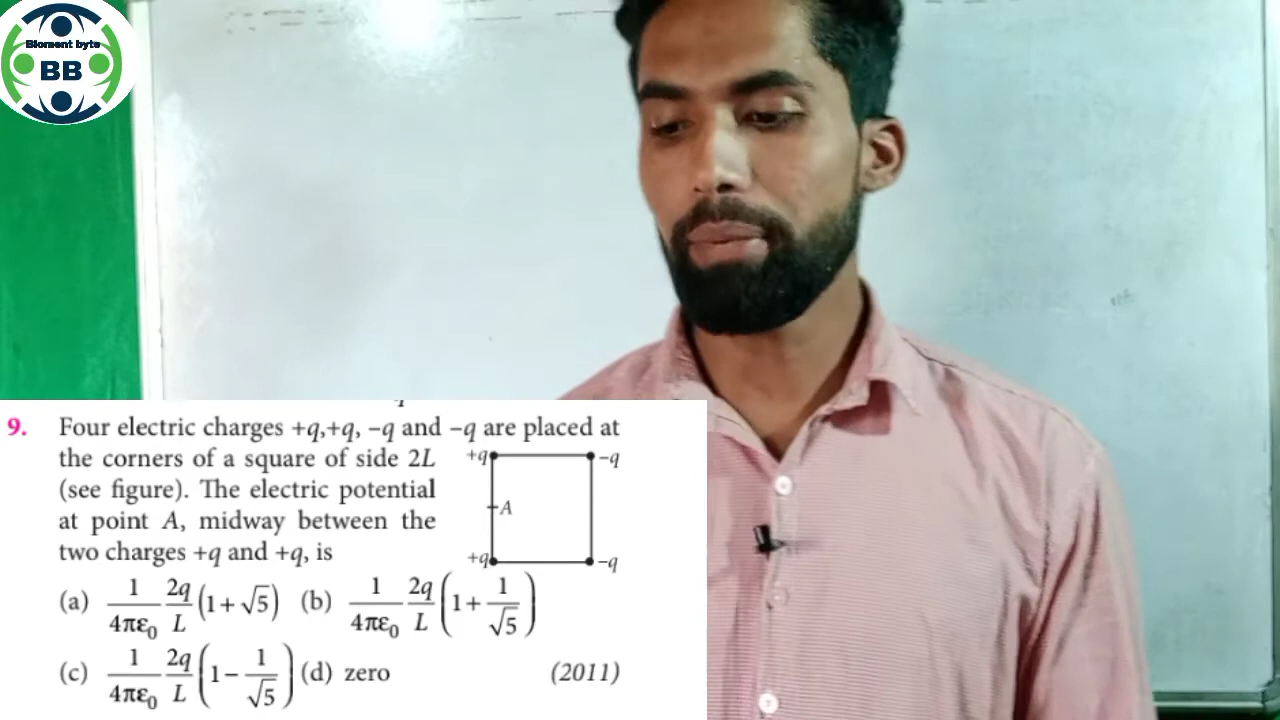 Bioment byte
BB
9. Four electric charges +q,+q, –q and –q are placed at
the corners of a square of side 2L
(see figure). The electric potential
at point A, midway between the
two charges +q and +q, is
+q
–q
A
+q
–q
(a) 1/4πε₀ 2q/L (1 + √5) (b) 1/4πε₀ 2q/L (1 + 1/√5)
(c) 1/4πε₀ 2q/L (1 – 1/√5) (d) zero (2011)